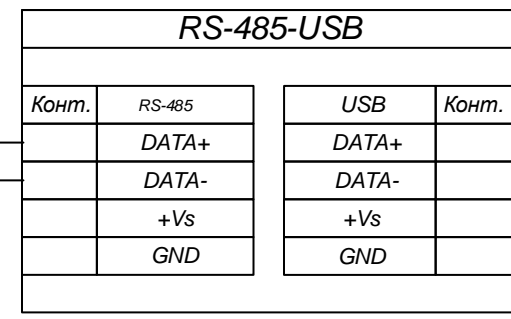 RS-485-USB
Конт. RS-485 USB Конт.
DATA+ DATA+
DATA- DATA-
+Vs +Vs
GND GND